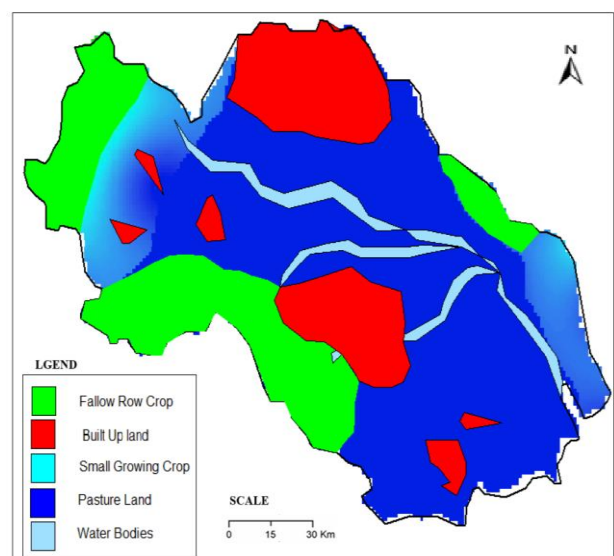 N
LGEND
Fallow Row Crop
Built Up land
Small Growing Crop
Pasture Land
Water Bodies
SCALE
0 15 30 Km